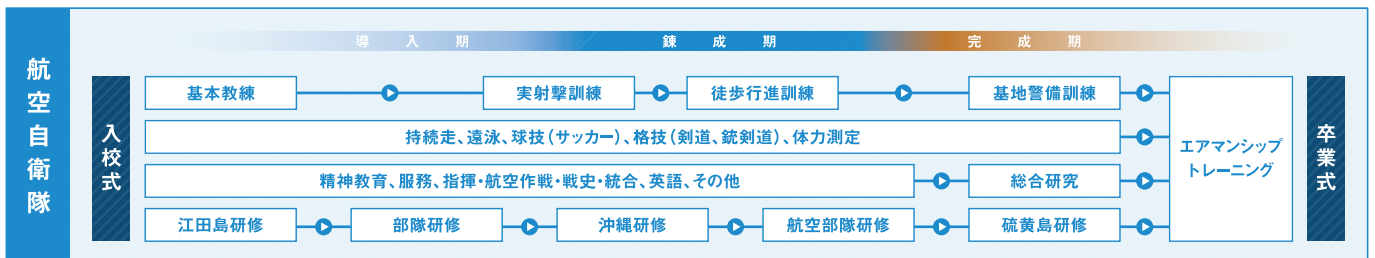 航空自衛隊
導入期
錬成期
完成期
入校式
基本教練
実射撃訓練
徒歩行進訓練
基地警備訓練
持続走、遠泳、球技（サッカー）、格技（剣道、銃剣道）、体力測定
精神教育、服務、指揮・航空作戦・戦史・統合、英語、その他
総合研究
江田島研修
部隊研修
沖縄研修
航空部隊研修
硫黄島研修
エアマンシップ
トレーニング
卒業式